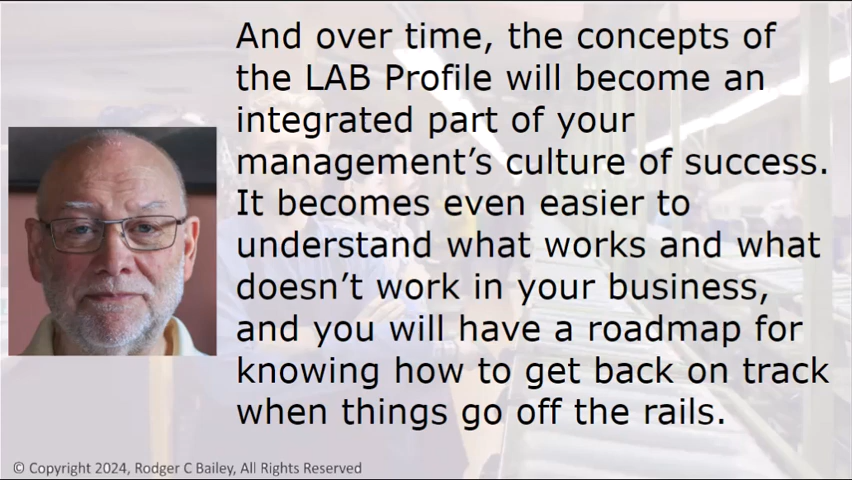 And over time, the concepts of
the LAB Profile will become an
integrated part of your
management’s culture of success.
It becomes even easier to
understand what works and what
doesn’t work in your business,
and you will have a roadmap for
knowing how to get back on track
when things go off the rails.
© Copyright 2024, Rodger C Bailey, All Rights Reserved